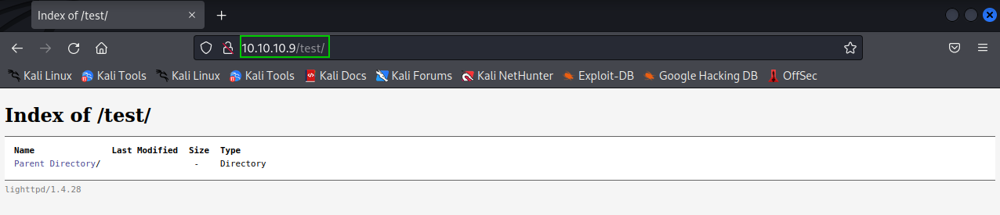 Index of /test/
10.10.10.9/test/
Kali Linux Kali Tools Kali Linux Kali Tools Kali Docs Kali Forums Kali NetHunter Exploit-DB Google Hacking DB OffSec
Index of /test/
Name Last Modified Size Type
Parent Directory/ - Directory
lighttpd/1.4.28